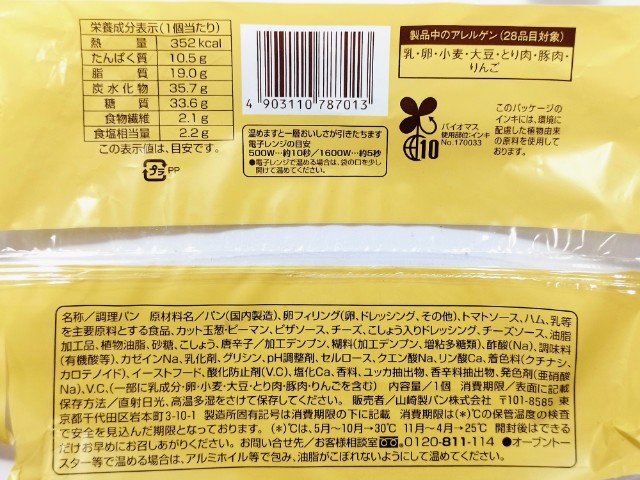 栄養成分表示(1個当たり)
熱量 352kcal
たんぱく質 10.5g
脂質 19.0g
炭水化物 35.7g
糖質 33.6g
食物繊維 2.1g
食塩相当量 2.2g
この表示値は、目安です。
プラ PP
4 903110 787013
温めますと一層おいしさが引きたちます
電子レンジの目安
500W…約10秒/1600W…約5秒
●電子レンジで温める場合は、袋の口を少し
開けて温めてください。
製品中のアレルゲン(28品目対象)
乳・卵・小麦・大豆・とり肉・豚肉・
りんご
10
バイオマス
使用部位:インキ
No.170033
このパッケージの
インキには、環境に
配慮した植物由来
の原料を使用して
おります。
名称/調理パン 原材料名/パン(国内製造)、卵フィリング(卵、ドレッシング、その他)、トマトソース、ハム、乳等
を主要原料とする食品、カット玉葱・ピーマン、ピザソース、チーズ、こしょう入りドレッシング、チーズソース、油脂
加工品、植物油脂、砂糖、こしょう、唐辛子/加工デンプン、糊料(加工デンプン、増粘多糖類)、酢酸(Na)、調味料
(有機酸等)、カゼインNa、乳化剤、グリシン、pH調整剤、セルロース、クエン酸Na、リン酸Ca、着色料(クチナシ、
カロテノイド)、イーストフード、酸化防止剤(V.C)、塩化Ca、香料、ユッカ抽出物、香辛料抽出物、発色剤(亜硝酸
Na)、V.C、(一部に乳成分・卵・小麦・大豆・とり肉・豚肉・りんごを含む) 内容量/1個 消費期限/表面に記載
保存方法/直射日光、高温多湿をさけて保存してください。 販売者/山崎製パン株式会社 〒101-8585 東
京都千代田区岩本町3-10-1 製造所固有記号は消費期限の下に記載 消費期限は(*)℃の保管温度の検査
で安全を見込んだ期限となっております。 (*)℃は、5月~10月→30℃ 11月~4月→25℃ 開封後はできる
だけお早めにお召しあがりください。お問い合せ先/お客様相談室 0120-811-114 ●オーブントー
スター等で温める場合は、アルミホイル等で包み、油脂がこぼれないようにして温めてください。